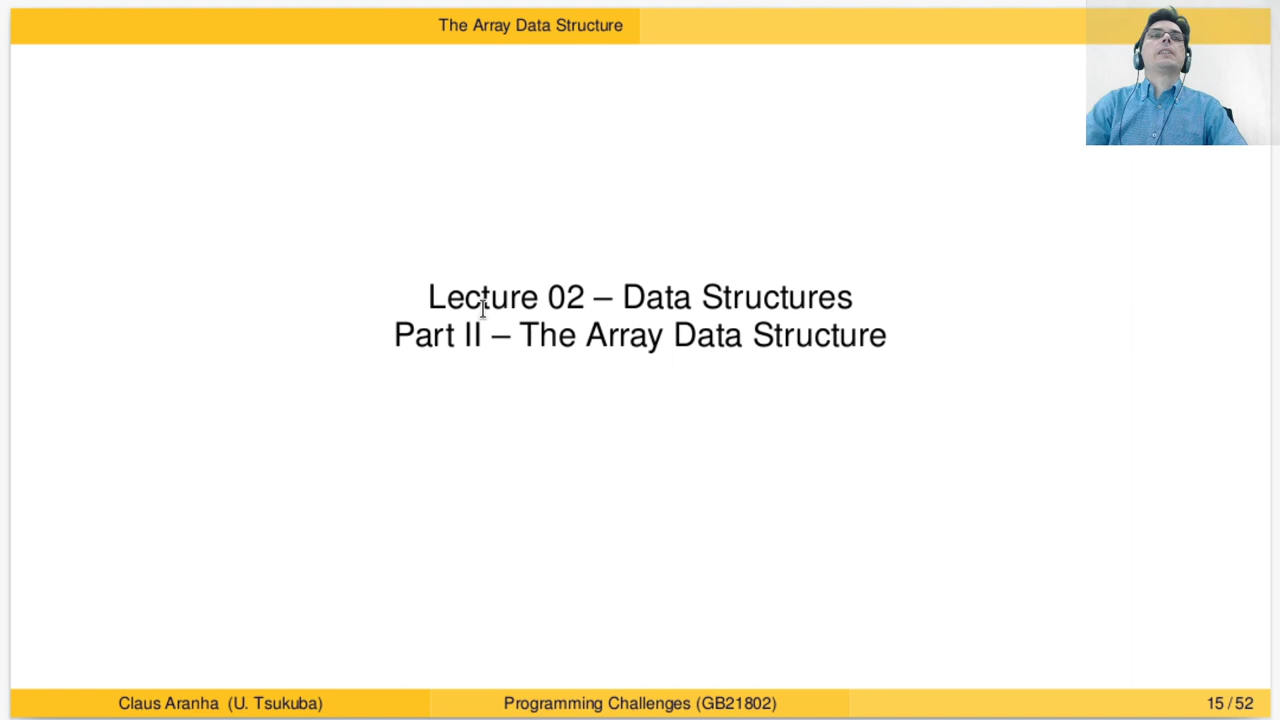 The Array Data Structure
Lecture 02 – Data Structures
Part II – The Array Data Structure
Claus Aranha (U. Tsukuba)
Programming Challenges (GB21802)
15 / 52